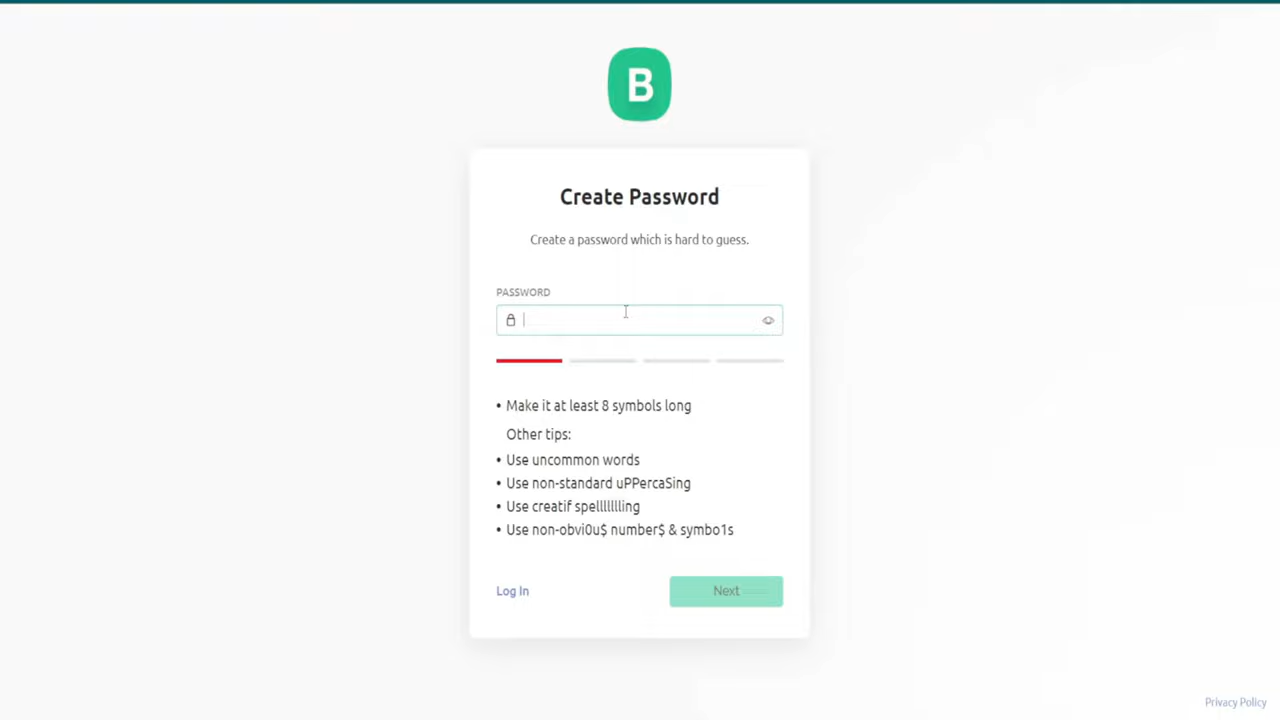 B
Create Password
Create a password which is hard to guess.
PASSWORD
• Make it at least 8 symbols long
Other tips:
• Use uncommon words
• Use non-standard uPPercaSing
• Use creatif spellllllling
• Use non-obvi0u$ number$ & symbo1s
Log In
Next
Privacy Policy